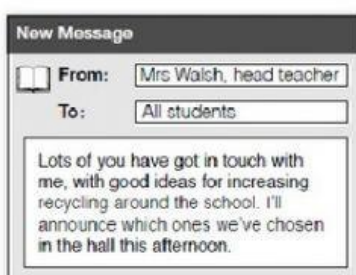 New Message
From: Mrs Walsh, head teacher
To: All students
Lots of you have got in touch with
me, with good ideas for increasing
recycling around the school. I'll
announce which ones we've chosen
in the hall this afternoon.